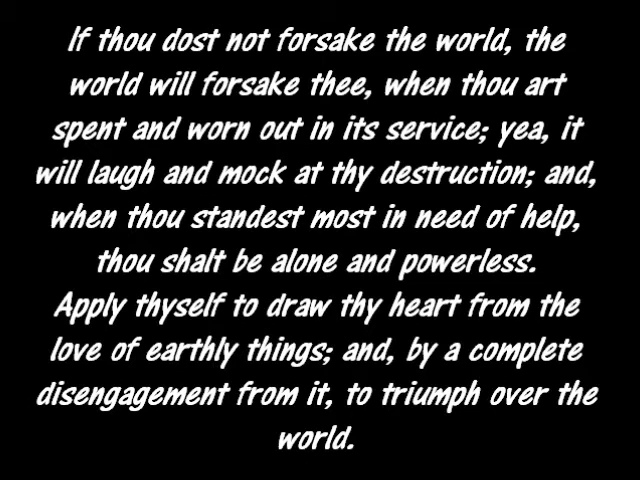 If thou dost not forsake the world, the
world will forsake thee, when thou art
spent and worn out in its service; yea, it
will laugh and mock at thy destruction; and,
when thou standest most in need of help,
thou shalt be alone and powerless.
Apply thyself to draw thy heart from the
love of earthly things; and, by a complete
disengagement from it, to triumph over the
world.